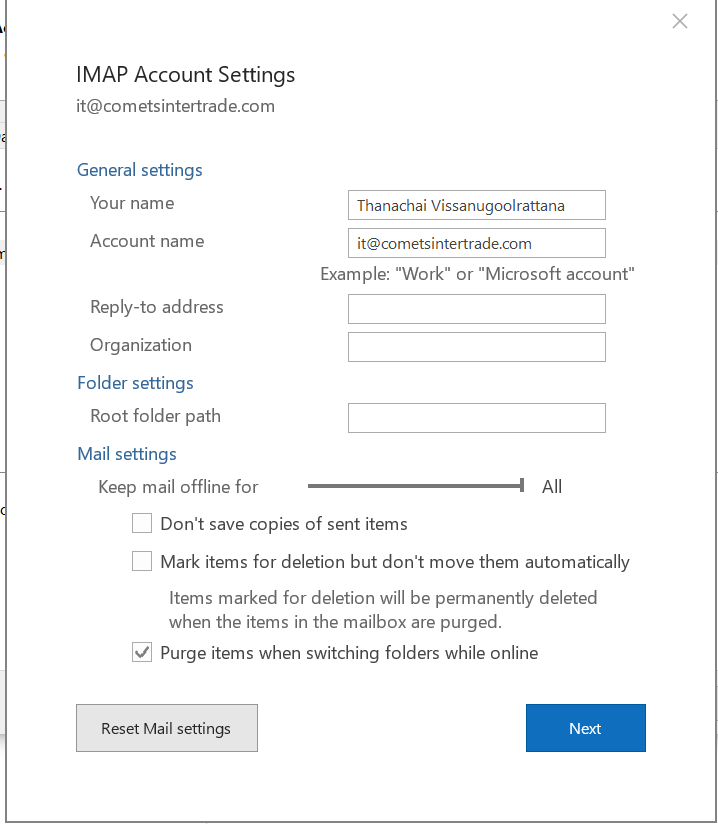 IMAP Account Settings
it@cometsintertrade.com
General settings
Your name Thanachai Vissanugoolrattana
Account name it@cometsintertrade.com
Example: "Work" or "Microsoft account"
Reply-to address
Organization
Folder settings
Root folder path
Mail settings
Keep mail offline for All
Don't save copies of sent items
Mark items for deletion but don't move them automatically
Items marked for deletion will be permanently deleted
when the items in the mailbox are purged.
Purge items when switching folders while online
Reset Mail settings Next